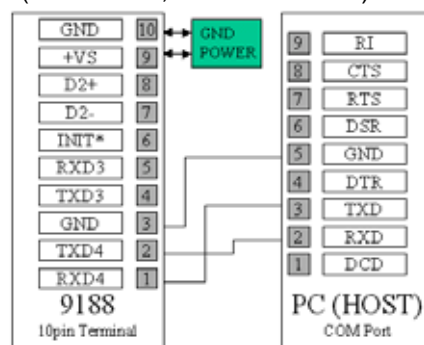 GND 10
+VS 9
D2+ 8
D2- 7
INIT* 6
RXD3 5
TXD3 4
GND 3
TXD4 2
RXD4 1
9188
10pin Terminal
GND
POWER
9 RI
8 CTS
7 RTS
6 DSR
5 GND
4 DTR
3 TXD
2 RXD
1 DCD
PC (HOST)
COM Port